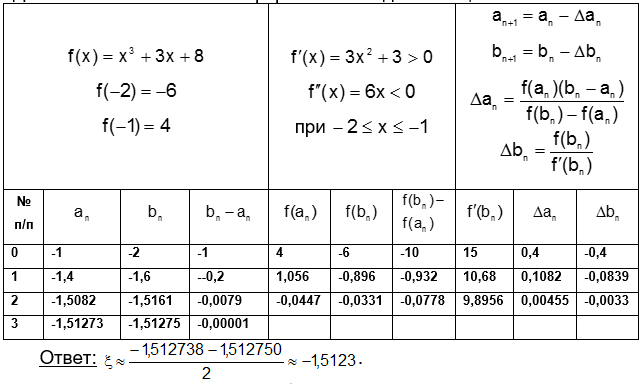 f(x) = x³ + 3x + 8
f(−2) = −6
f(−1) = 4
f′(x) = 3x² + 3 > 0
f″(x) = 6x < 0
при − 2 ≤ x ≤ −1
aₙ₊₁ = aₙ − Δaₙ
bₙ₊₁ = bₙ − Δbₙ
Δaₙ = f(aₙ)(bₙ − aₙ) / f(bₙ) − f(aₙ)
Δbₙ = f(bₙ) / f′(bₙ)
№ п/п aₙ bₙ bₙ − aₙ f(aₙ) f(bₙ) f(bₙ) − f(aₙ) f′(bₙ) Δaₙ Δbₙ
0 -1 -2 -1 4 -6 -10 15 0,4 -0,4
1 -1,4 -1,6 --0,2 1,056 -0,896 -0,932 10,68 0,1082 -0,0839
2 -1,5082 -1,5161 -0,0079 -0,0447 -0,0331 -0,0778 9,8956 0,00455 -0,0033
3 -1,51273 -1,51275 -0,00001
Ответ: ξ ≈ −1,512738 − 1,512750 / 2 ≈ −1,5123.